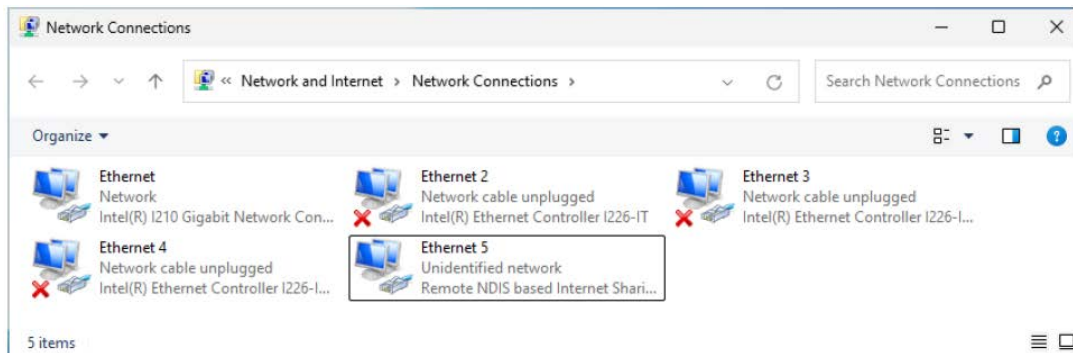 Network Connections
« Network and Internet > Network Connections >
Search Network Connections
Organize
Ethernet
Network
Intel(R) I210 Gigabit Network Con...
Ethernet 2
Network cable unplugged
Intel(R) Ethernet Controller I226-IT
Ethernet 3
Network cable unplugged
Intel(R) Ethernet Controller I226-I...
Ethernet 4
Network cable unplugged
Intel(R) Ethernet Controller I226-I...
Ethernet 5
Unidentified network
Remote NDIS based Internet Shari...
5 items